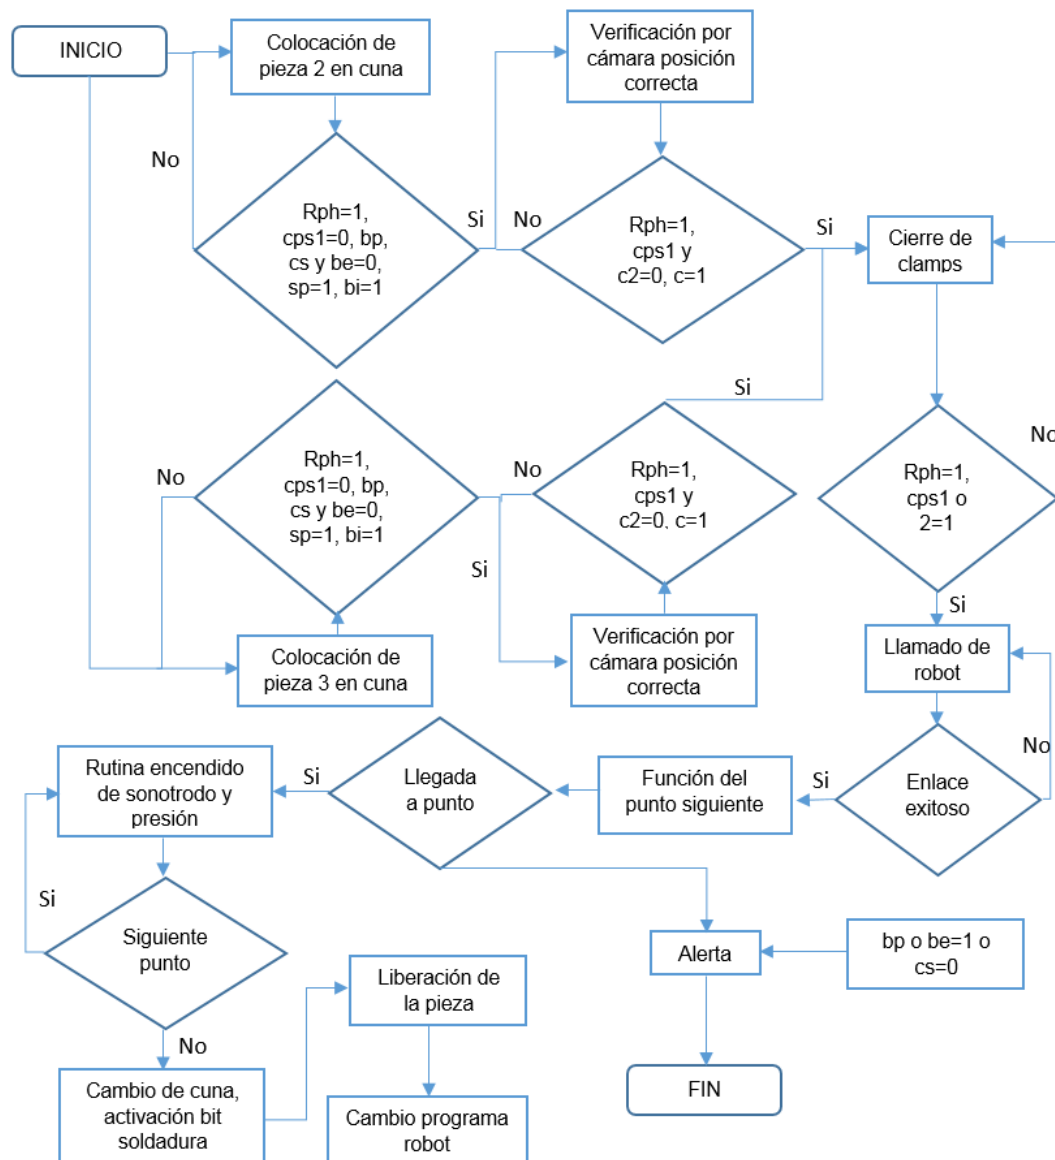 INICIO
Colocación de
pieza 2 en cuna
Verificación por
cámara posición
correcta
No
Rph=1,
cps1=0, bp,
cs y be=0,
sp=1, bi=1
Si
No
Rph=1,
cps1 y
c2=0, c=1
Si
Cierre de
clamps
Si
No
Rph=1,
cps1=0, bp,
cs y be=0,
sp=1, bi=1
No
Rph=1,
cps1 y
c2=0, c=1
Rph=1,
cps1 o
2=1
No
Si
Si
Colocación de
pieza 3 en cuna
Verificación por
cámara posición
correcta
Llamado de
robot
No
Rutina encendido
de sonotrodo y
presión
Si
Llegada
a punto
Función del
punto siguiente
Si
Enlace
exitoso
Si
Siguiente
punto
Alerta
bp o be=1 o
cs=0
Liberación de
la pieza
No
Cambio de cuna,
activación bit
soldadura
Cambio programa
robot
FIN